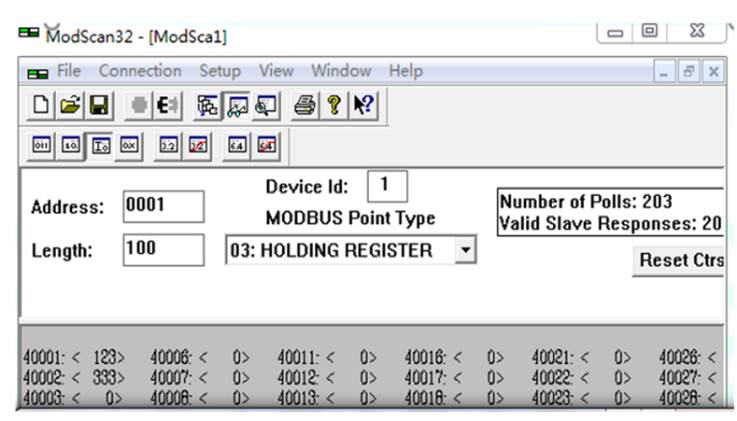 ModScan32 - [ModSca1]
File Connection Setup View Window Help
Address: 0001
Device Id: 1
MODBUS Point Type
Length: 100
03: HOLDING REGISTER
Number of Polls: 203
Valid Slave Responses: 20
Reset Ctrs
40001: < 123> 40006: < 0> 40011: < 0> 40016: < 0> 40021: < 0> 40026: <
40002: < 333> 40007: < 0> 40012: < 0> 40017: < 0> 40022: < 0> 40027: <
40003: < 0> 40008: < 0> 40013: < 0> 40018: < 0> 40023: < 0> 40028: <